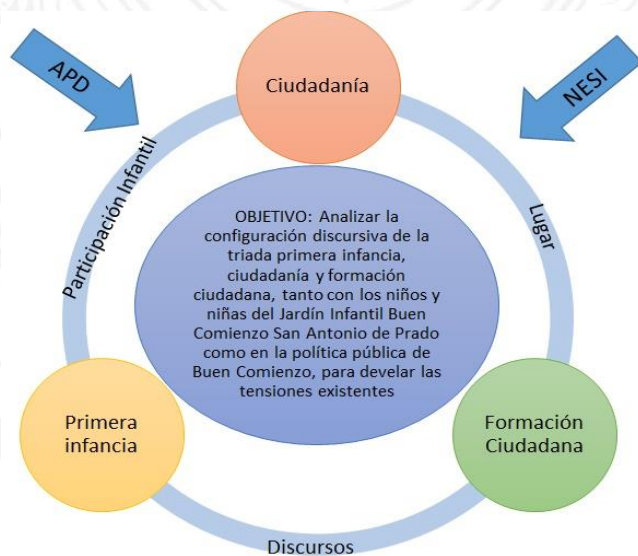 APD
NESI
Ciudadanía
Participación Infantil
Lugar
OBJETIVO: Analizar la
configuración discursiva de la
triada primera infancia,
ciudadanía y formación
ciudadana, tanto con los niños y
niñas del Jardín Infantil Buen
Comienzo San Antonio de Prado
como en la política pública de
Buen Comienzo, para develar las
tensiones existentes
Primera
infancia
Formación
Ciudadana
Discursos